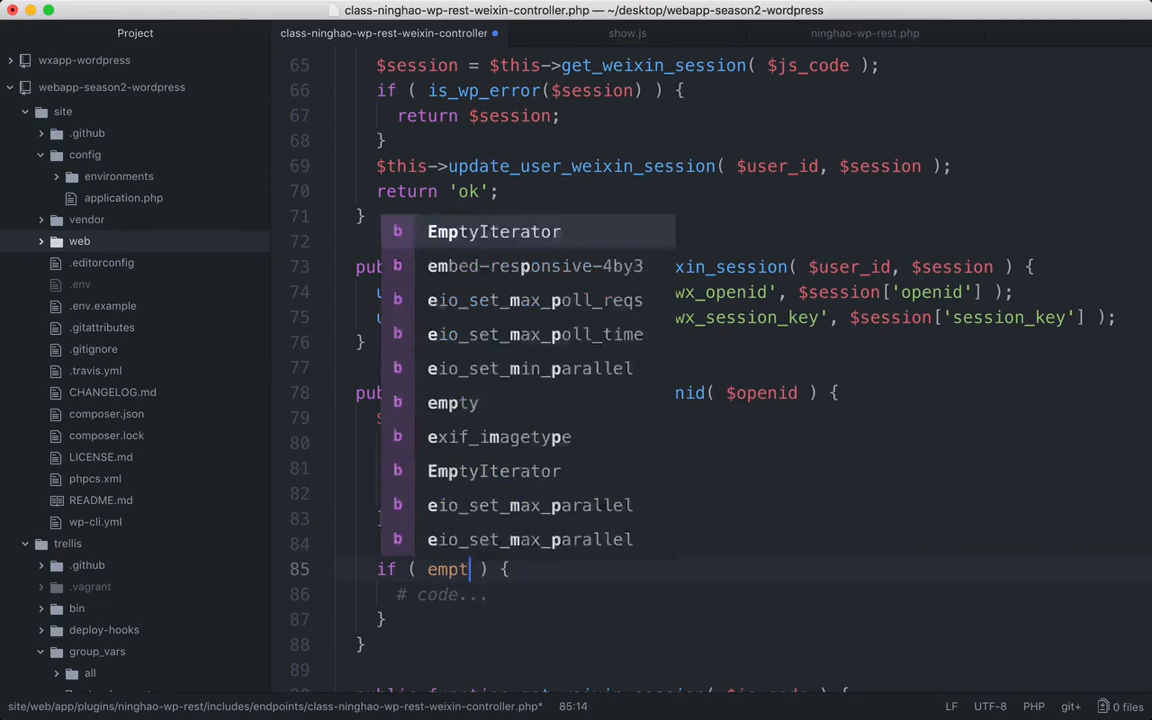 class-ninghao-wp-rest-weixin-controller.php — ~/desktop/webapp-season2-wordpress
Project
wxapp-wordpress
webapp-season2-wordpress
site
.github
config
environments
application.php
vendor
web
.editorconfig
.env
.env.example
.gitattributes
.gitignore
.travis.yml
CHANGELOG.md
composer.json
composer.lock
LICENSE.md
phpcs.xml
README.md
wp-cli.yml
trellis
.github
.vagrant
bin
deploy-hooks
group_vars
all
class-ninghao-wp-rest-weixin-controller
show.js
ninghao-wp-rest.php
65 $session = $this->get_weixin_session( $js_code );
66 if ( is_wp_error($session) ) {
67 return $session;
68 }
69 $this->update_user_weixin_session( $user_id, $session );
70 return 'ok';
71 }
72
73 pu xin_session( $user_id, $session ) {
74 u wx_openid', $session['openid'] );
75 u wx_session_key', $session['session_key'] );
76 }
77
78 pu nid( $openid ) {
79
80
81
82
83
84
85 if ( empt ) {
86 # code...
87 }
88 }
89
public function get_weixin_session( $js_code ) {
b EmptyIterator
b embed-responsive-4by3
b eio_set_max_poll_reqs
b eio_set_max_poll_time
b eio_set_min_parallel
b empty
b exif_imagetype
b EmptyIterator
b eio_set_max_parallel
b eio_set_max_parallel
site/web/app/plugins/ninghao-wp-rest/includes/endpoints/class-ninghao-wp-rest-weixin-controller.php* 85:14 LF UTF-8 PHP git+ 0 files